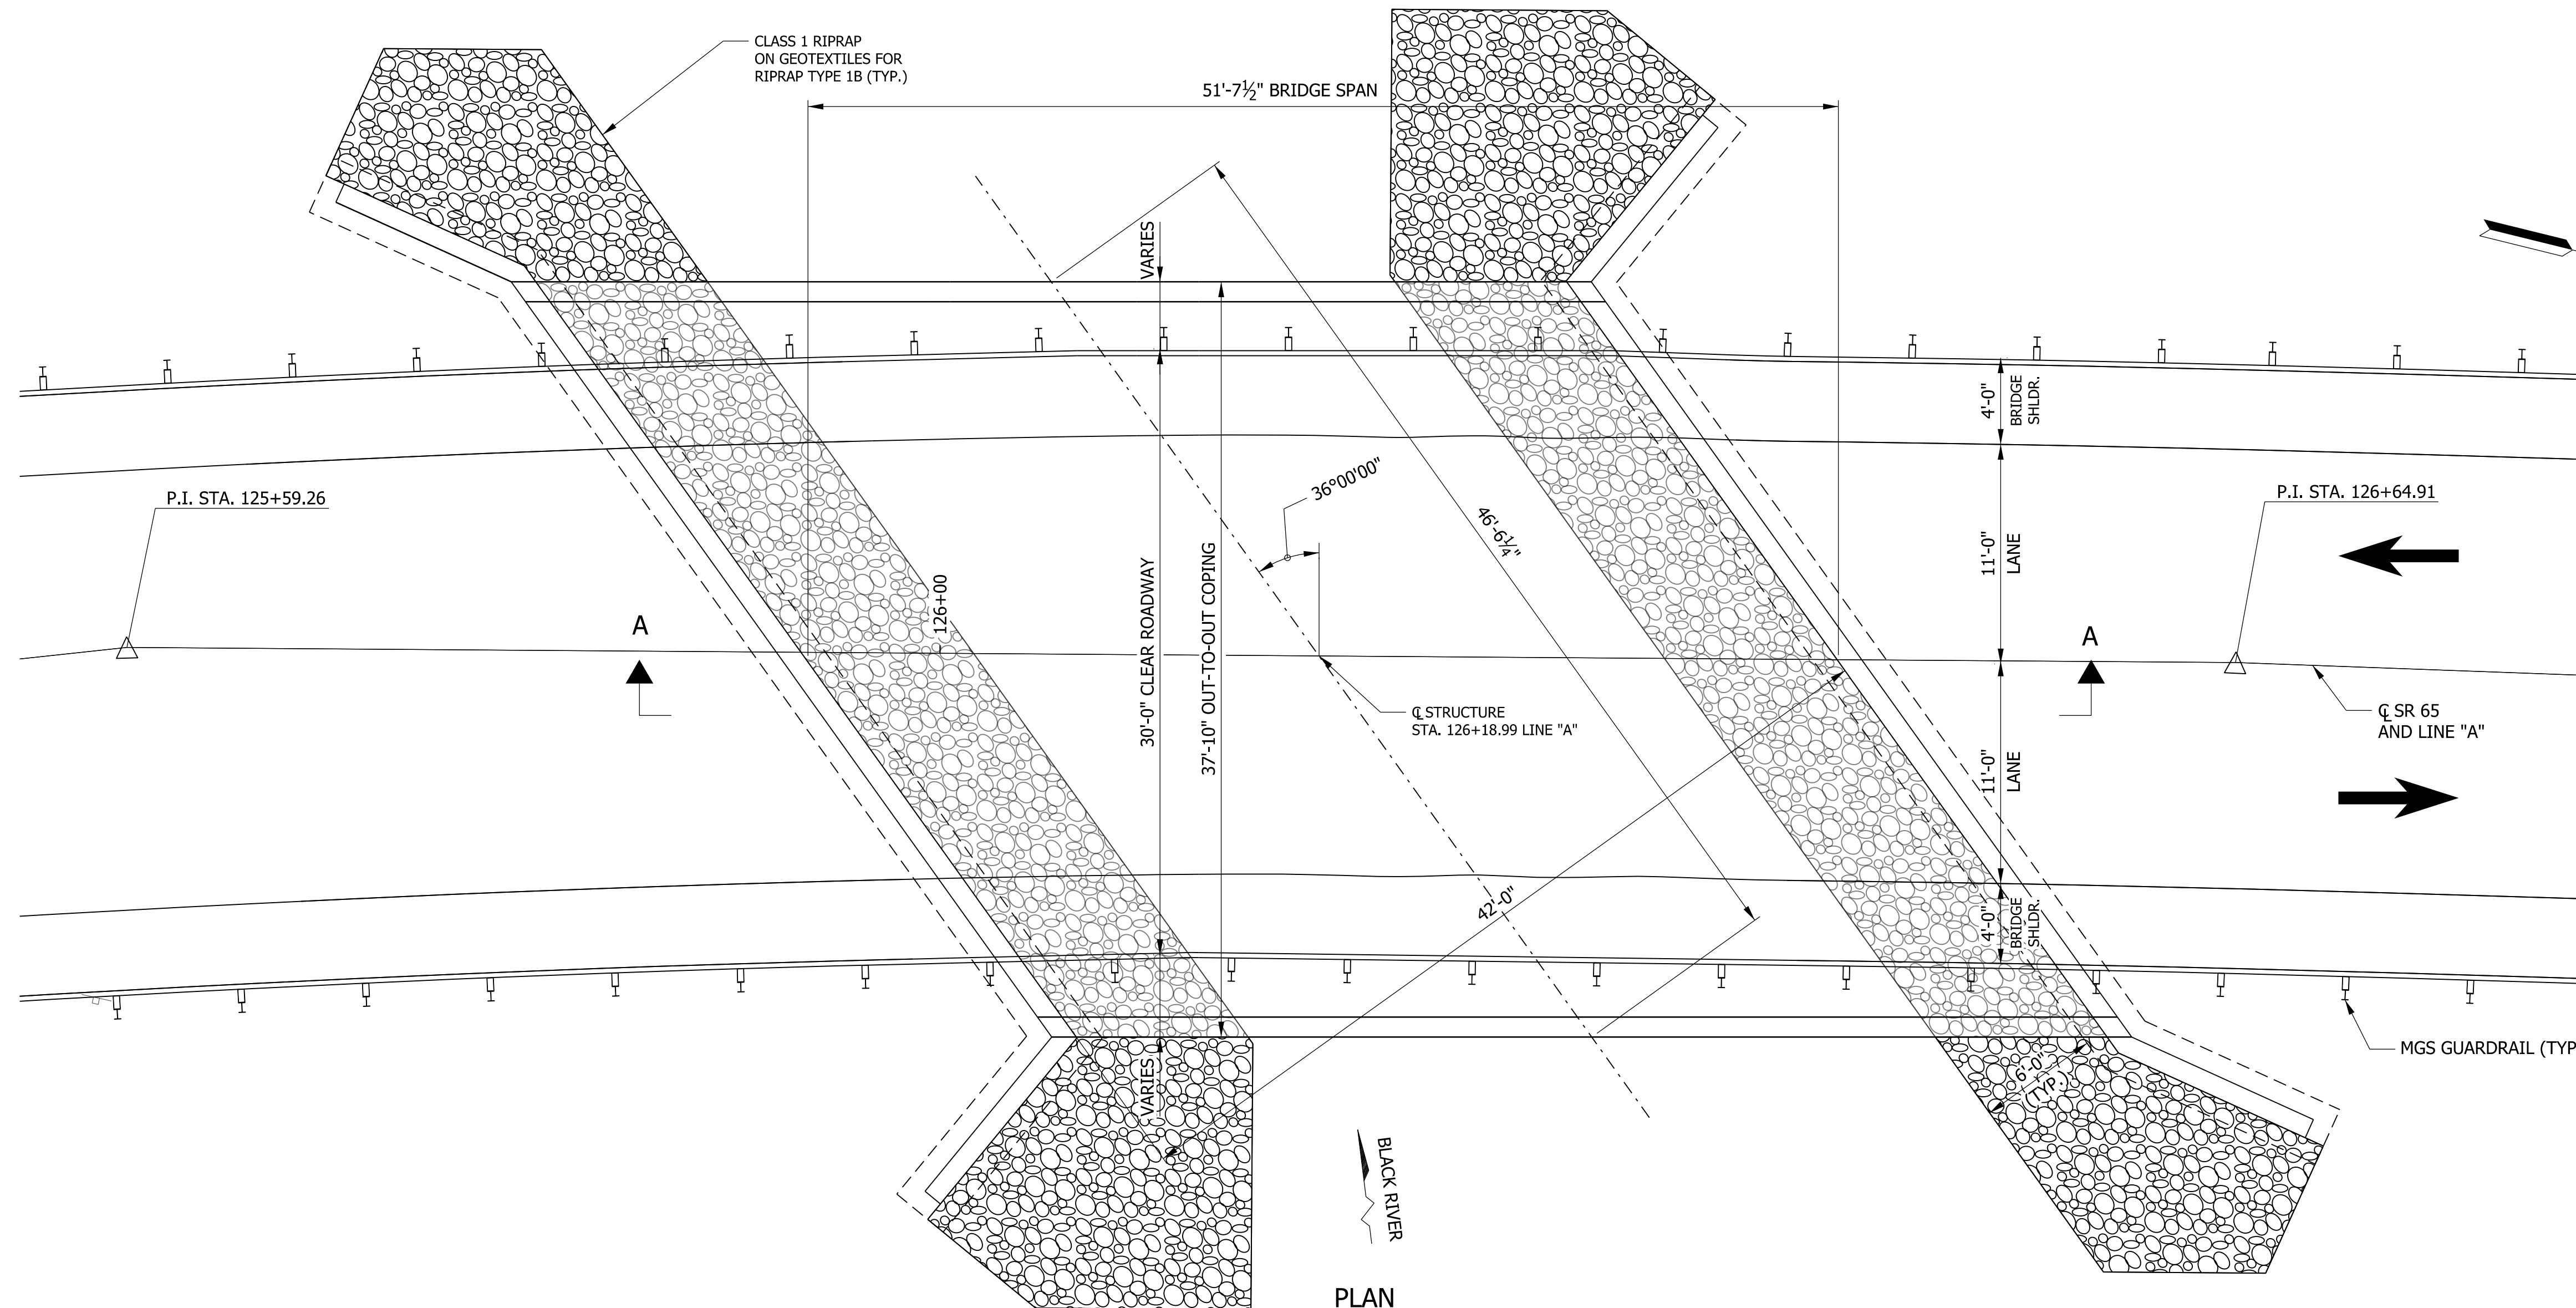 CLASS 1 RIPRAP
ON GEOTEXTILES FOR
RIPRAP TYPE 1B (TYP.)
51'-7½" BRIDGE SPAN
VARIES
4'-0"
BRIDGE
SHLDR.
36°00'00"
P.I. STA. 125+59.26
P.I. STA. 126+64.91
46'-6¼"
11'-0"
LANE
126+00
30'-0" CLEAR ROADWAY
37'-10" OUT-TO-OUT COPING
A
A
℄ STRUCTURE
STA. 126+18.99 LINE "A"
℄ SR 65
AND LINE "A"
11'-0"
LANE
42'-0"
4'-0"
BRIDGE
SHLDR.
MGS GUARDRAIL (TYP
6'-0"
(TYP.)
VARIES
BLACK RIVER
PLAN